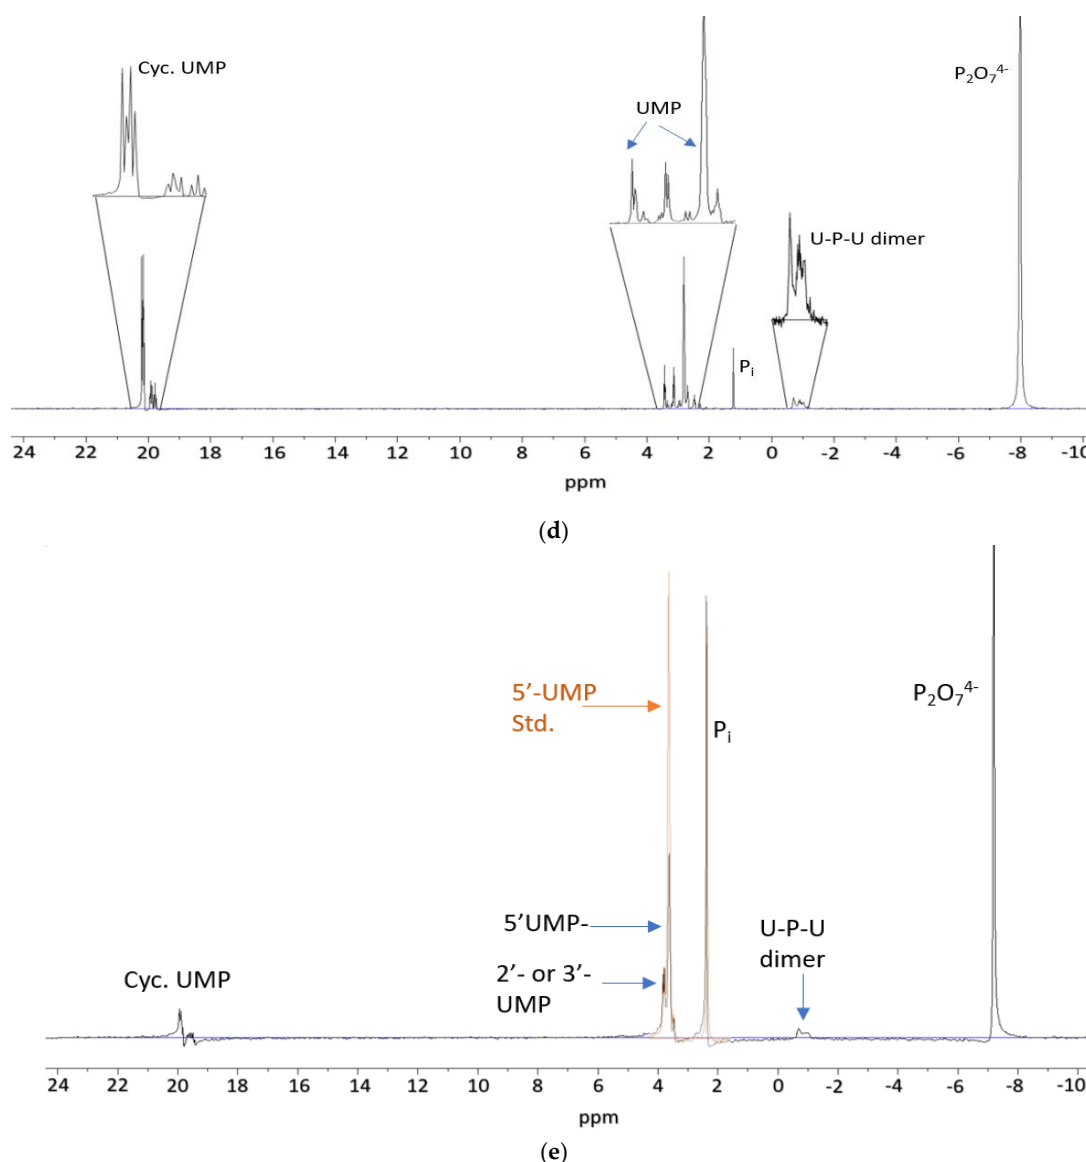 Cyc. UMP
UMP
P₂O₇⁴⁻
U-P-U dimer
Pᵢ
24 22 20 18 16 14 12 10 8 6 4 2 0 -2 -4 -6 -8 -10
ppm
(d)
5’-UMP
Std.
Pᵢ
P₂O₇⁴⁻
5’UMP-
2’- or 3’-
UMP
U-P-U
dimer
Cyc. UMP
24 22 20 18 16 14 12 10 8 6 4 2 0 -2 -4 -6 -8 -10
ppm
(e)